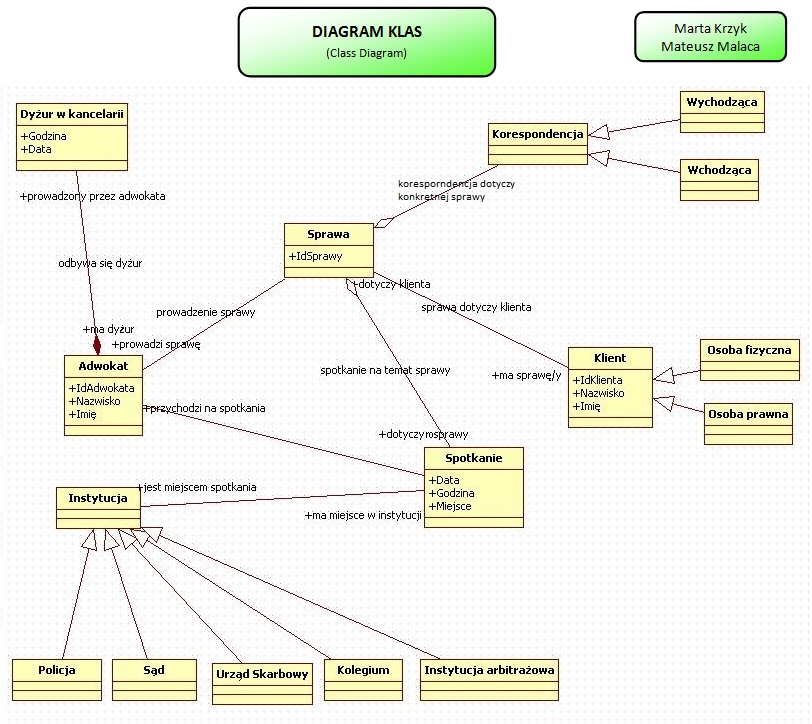 DIAGRAM KLAS
(Class Diagram)
Marta Krzyk
Mateusz Malaca
Dyżur w kancelarii
+Godzina
+Data
+prowadzony przez adwokata
odbywa się dyżur
+ma dyżur
+prowadzi sprawę
Korespondencja
Wychodząca
Wchodząca
koresporndencja dotyczy
konkretnej sprawy
Sprawa
+IdSprawy
+dotyczy klienta
prowadzenie sprawy
sprawa dotyczy klienta
spotkanie na temat sprawy
+ma sprawę/y
Adwokat
+IdAdwokata
+Nazwisko
+Imię
+przychodzi na spotkania
Klient
+IdKlienta
+Nazwisko
+Imię
Osoba fizyczna
Osoba prawna
+dotyczy sprawy
Spotkanie
+Data
+Godzina
+Miejsce
+jest miejscem spotkania
+ma miejsce w instytucji
Instytucja
Policja
Sąd
Urząd Skarbowy
Kolegium
Instytucja arbitrażowa